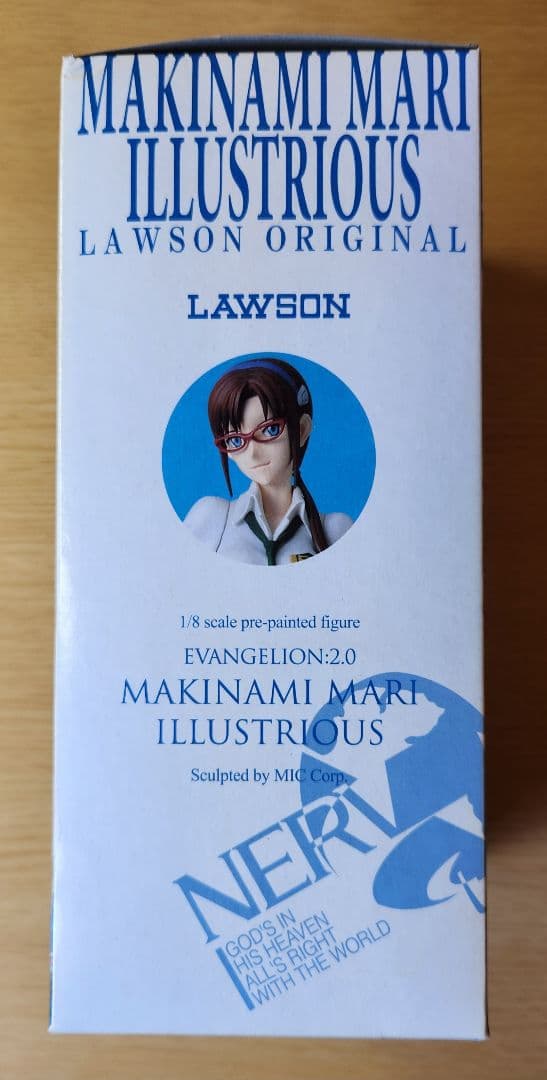 MAKINAMI MARI
ILLUSTRIOUS
LAWSON ORIGINAL
LAWSON
1/8 scale pre-painted figure
EVANGELION:2.0
MAKINAMI MARI
ILLUSTRIOUS
Sculpted by MIC Corp.
NERV
GOD'S IN
HIS HEAVEN
ALL'S RIGHT
WITH THE WORLD